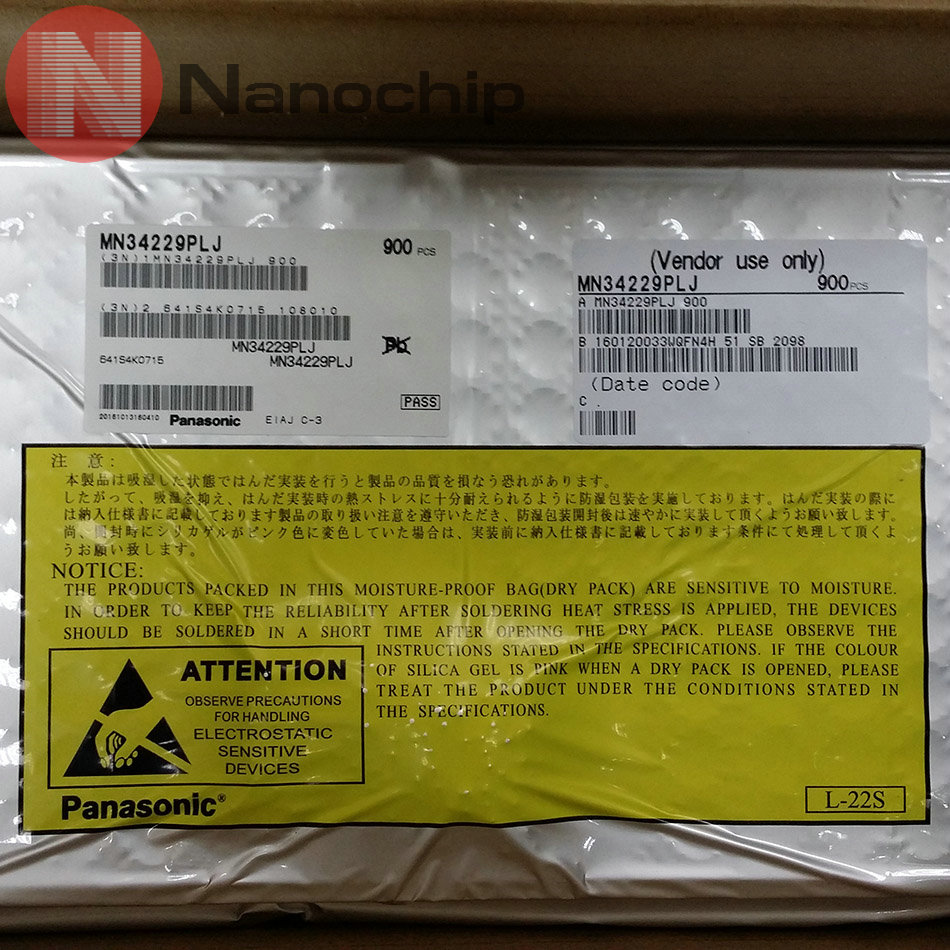 Nanochip
MN34229PLJ 900 PCS
(3N)1MN34229PLJ 900
(3N)2 641S4K0715 108010
MN34229PLJ
641S4K0715 MN34229PLJ
Pb
PASS
20161013160410 Panasonic EIAJ C-3
(Vendor use only)
MN34229PLJ 900PCS
A MN34229PLJ 900
B 160120033WQFN4H 51 SB 2098
(Date code)
C .
注 意 :
本製品は吸湿した状態ではんだ実装を行うと製品の品質を損なう恐れがあります。
したがって、吸湿を抑え、はんだ実装時の熱ストレスに十分耐えられるように防湿包装を実施しております。はんだ実装の際に
は納入仕様書に記載しております製品の取り扱い注意を遵守いただき、防湿包装開封後は速やかに実装して頂くようお願い致します。
尚、開封時にシリカゲルがピンク色に変色していた場合は、実装前に納入仕様書に記載しております条件にて処理して頂くよ
うお願い致します。
NOTICE:
THE PRODUCTS PACKED IN THIS MOISTURE-PROOF BAG(DRY PACK) ARE SENSITIVE TO MOISTURE.
IN ORDER TO KEEP THE RELIABILITY AFTER SOLDERING HEAT STRESS IS APPLIED, THE DEVICES
SHOULD BE SOLDERED IN A SHORT TIME AFTER OPENING THE DRY PACK. PLEASE OBSERVE THE
INSTRUCTIONS STATED IN THE SPECIFICATIONS. IF THE COLOUR
OF SILICA GEL IS PINK WHEN A DRY PACK IS OPENED, PLEASE
TREAT THE PRODUCT UNDER THE CONDITIONS STATED IN
THE SPECIFICATIONS.
ATTENTION
OBSERVE PRECAUTIONS
FOR HANDLING
ELECTROSTATIC
SENSITIVE
DEVICES
Panasonic®
L-22S